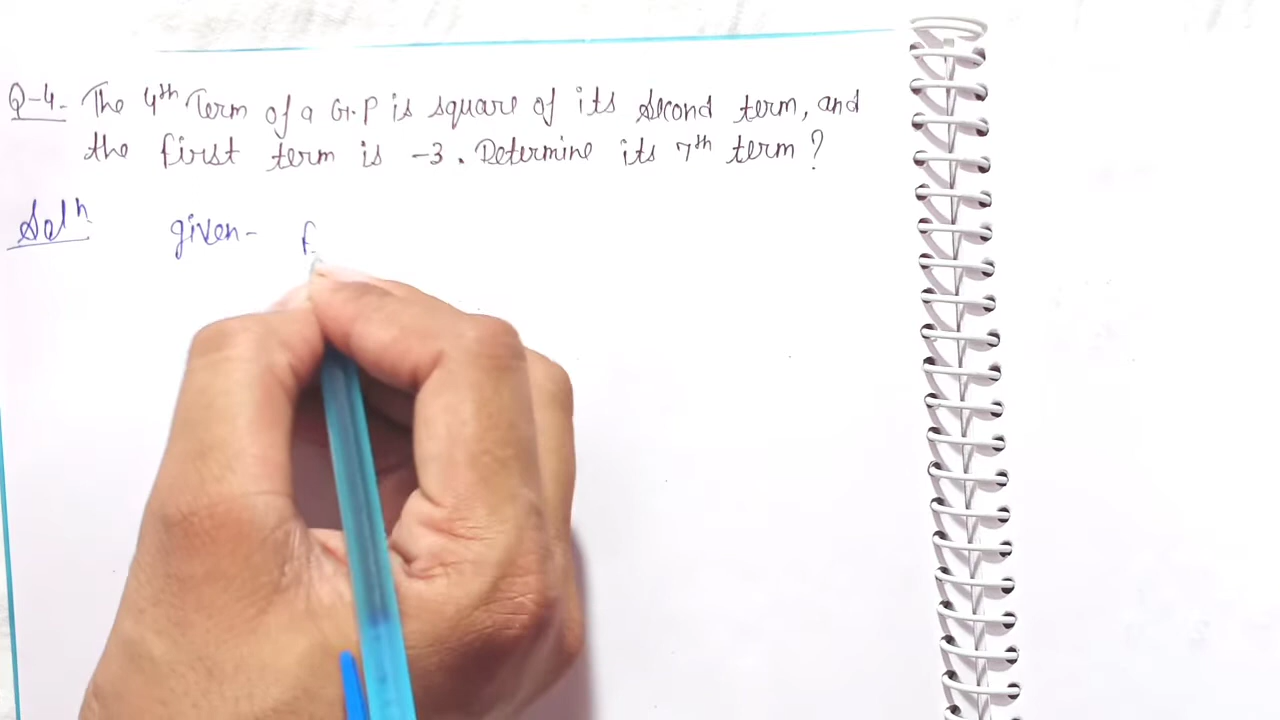 Q-4. The 4th Term of a G.P is square of its second term, and
the first term is -3. Determine its 7th term?
Solⁿ given- f